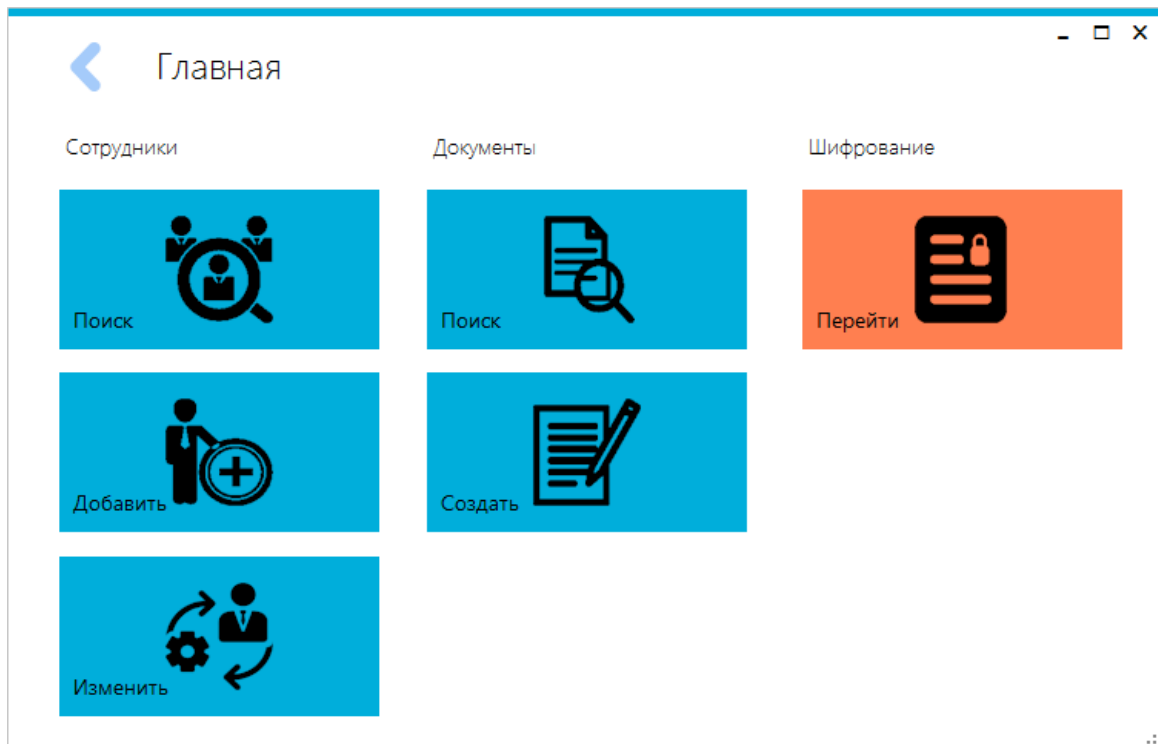 Главная
Сотрудники
Документы
Шифрование
Поиск
Поиск
Перейти
Добавить
Создать
Изменить